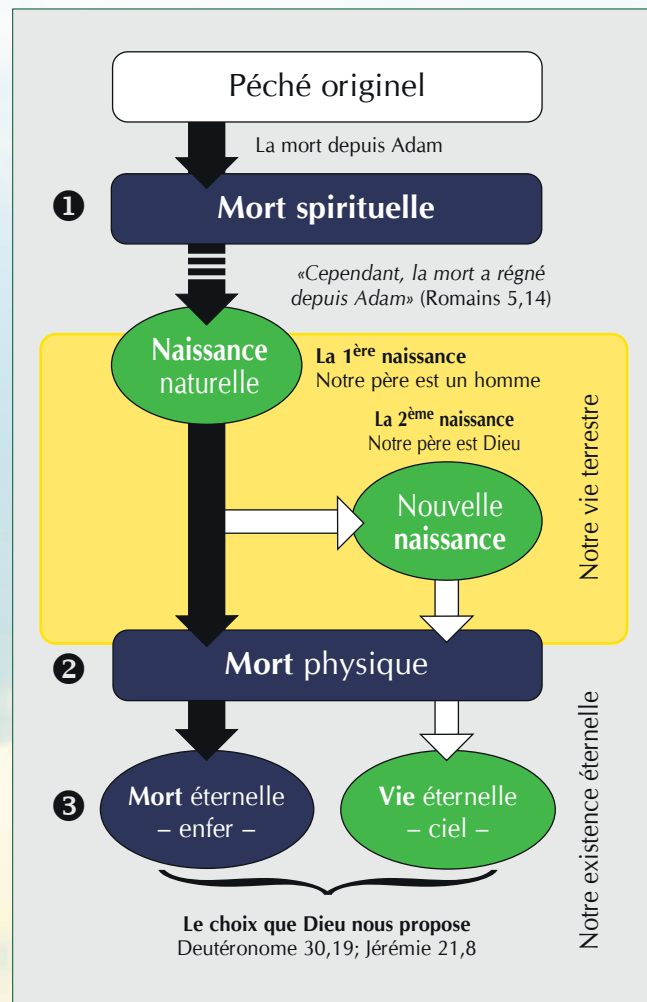 Péché originel
La mort depuis Adam
❶
Mort spirituelle
«Cependant, la mort a régné
depuis Adam» (Romains 5,14)
Naissance
naturelle
La 1ère naissance
Notre père est un homme
La 2ème naissance
Notre père est Dieu
Nouvelle
naissance
Notre vie terrestre
❷
Mort physique
❸
Mort éternelle
– enfer –
Vie éternelle
– ciel –
Notre existence éternelle
Le choix que Dieu nous propose
Deutéronome 30,19; Jérémie 21,8